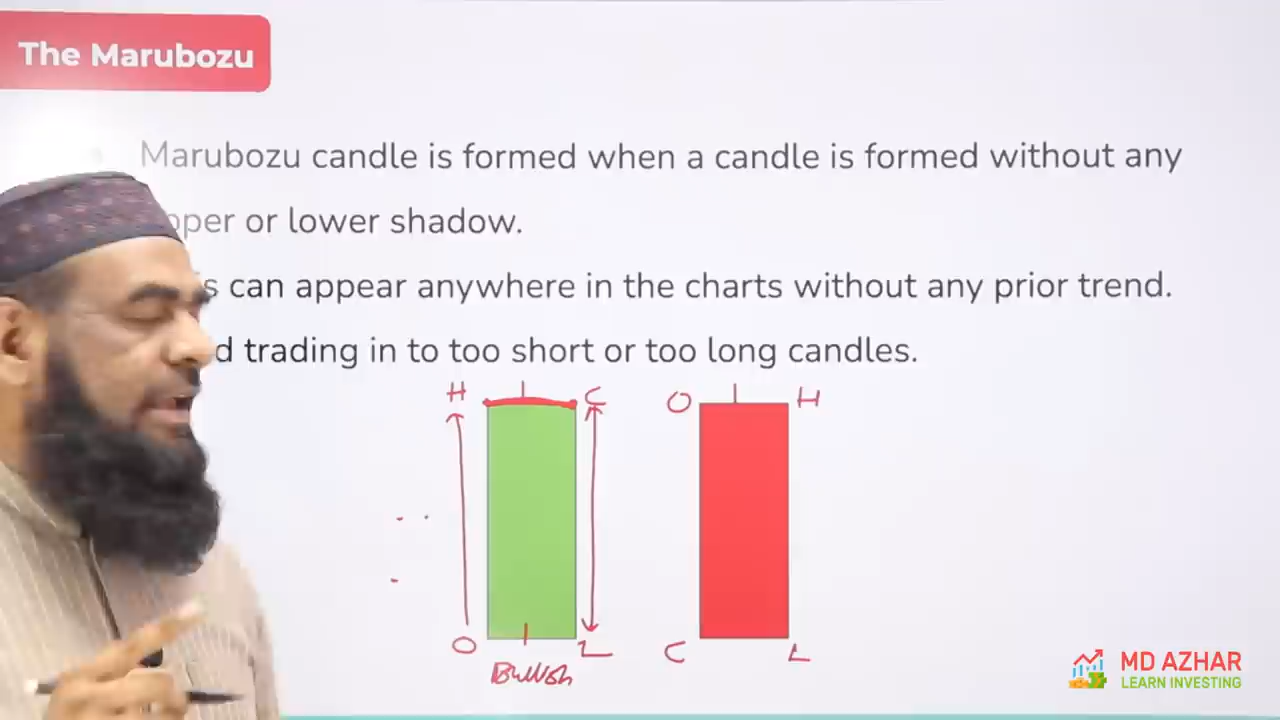 The Marubozu
Marubozu candle is formed when a candle is formed without any
or lower shadow.
can appear anywhere in the charts without any prior trend.
trading in to too short or too long candles.
H C O H
O L C L
Bullish
MD AZHAR
LEARN INVESTING